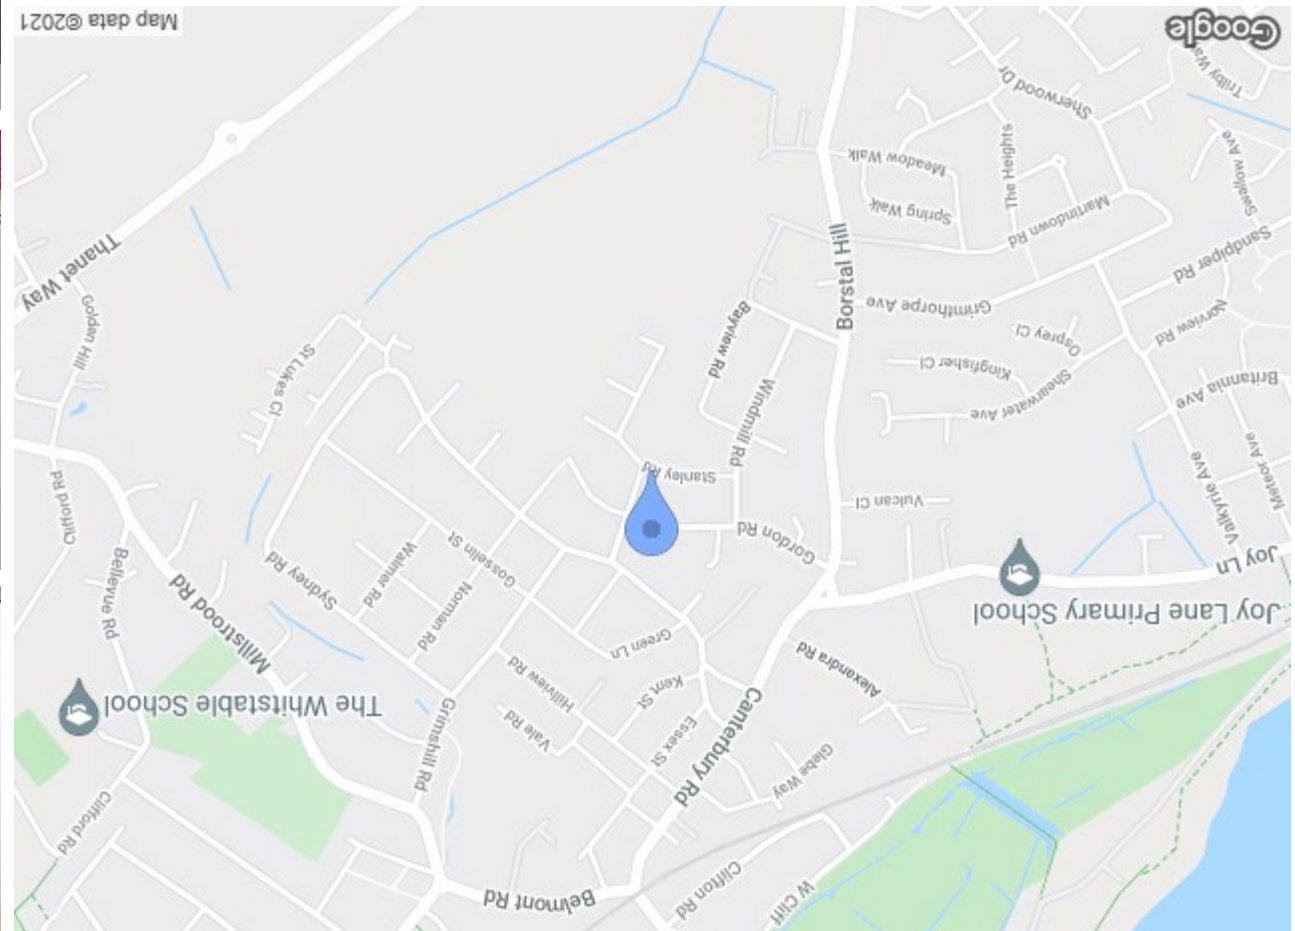 Joy Lane Primary School
The Whitstable School
W Cliff
Clifton Rd
Belmont Rd
Clifford Rd
Glebe Way
Canterbury Rd
Essex St
Kent St
Vale Rd
Hillview Rd
Grimshill Rd
Millstrood Rd
Bellevue Rd
Alexandra Rd
Green Ln
Norman Rd
Walmer Rd
Sydney Rd
Gosselin St
Joy Ln
Gordon Rd
Vulcan Cl
Stanley Rd
Windmill Rd
Bayview Rd
Clifford Rd
Meteor Ave
Valkyrie Ave
Britannia Ave
Shearwater Ave
Kingfisher Cl
Osprey Cl
Norview Rd
Sandpiper Rd
Swallow Ave
Grimthorpe Ave
Borstal Hill
St Lukes Cl
Golden Hill
Thanet Way
Martindown Rd
The Heights
Spring Walk
Meadow Walk
Sherwood Dr
Trilby Way
Google
Map data ©2021